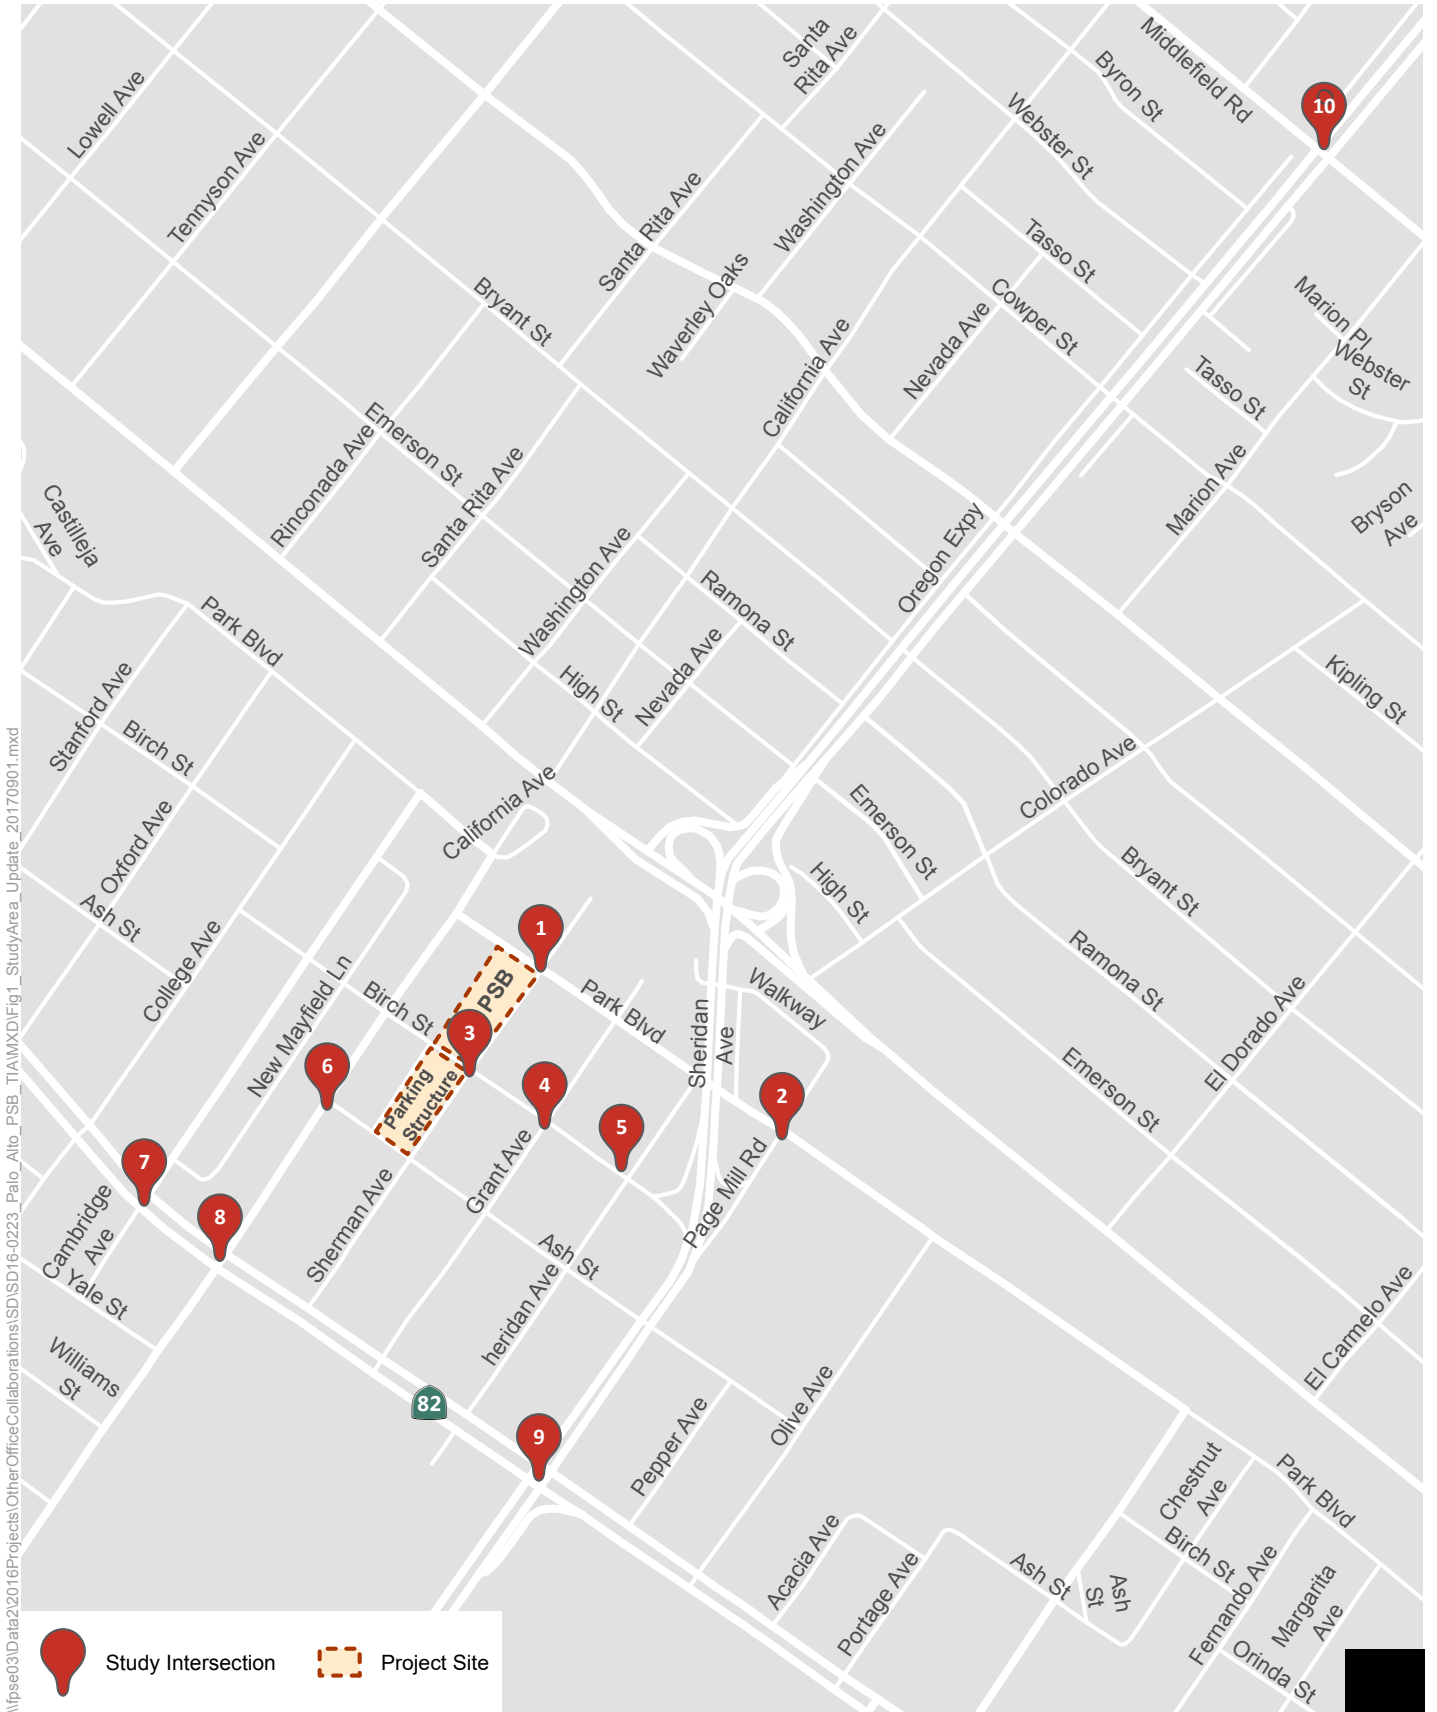 Santa
Rita Ave
Middlefield Rd
Byron St
Lowell Ave
10
Webster St
Tennyson Ave
Washington Ave
Santa Rita Ave
Tasso St
Waverley Oaks
Bryant St
Cowper St
Marion Pl
Nevada Ave
California Ave
Webster
St
Tasso St
Emerson St
Rinconada Ave
Santa Rita Ave
Marion Ave
Castilleja
Ave
Bryson
Ave
Oregon Expy
Washington Ave
Ramona St
Park Blvd
Nevada Ave
High St
Kipling St
Stanford Ave
Birch St
California Ave
Colorado Ave
Emerson St
Oxford Ave
Bryant St
High St
Ash St
1
College Ave
Ramona St
New Mayfield Ln
PSB
Park Blvd
Walkway
Birch St
3
Sheridan
Ave
El Dorado Ave
6
Parking
Structure
4
2
Emerson St
5
7
Grant Ave
Page Mill Rd
8
Cambridge
Ave
Sherman Ave
Ash St
Yale St
heridan Ave
El Carmelo Ave
Williams
St
82
Olive Ave
9
Pepper Ave
Chestnut
Ave
Park Blvd
Acacia Ave
Birch St
Portage Ave
Ash St
Ash
St
Fernando Ave
Margarita
Ave
Orinda St
Study Intersection
Project Site
\\fpse03\Data2\2016Projects\OtherOfficeCollaborations\SD\SD16-0223_Palo_Alto_PSB_TIA\MXD\Fig1_StudyArea_Update_20170901.mxd